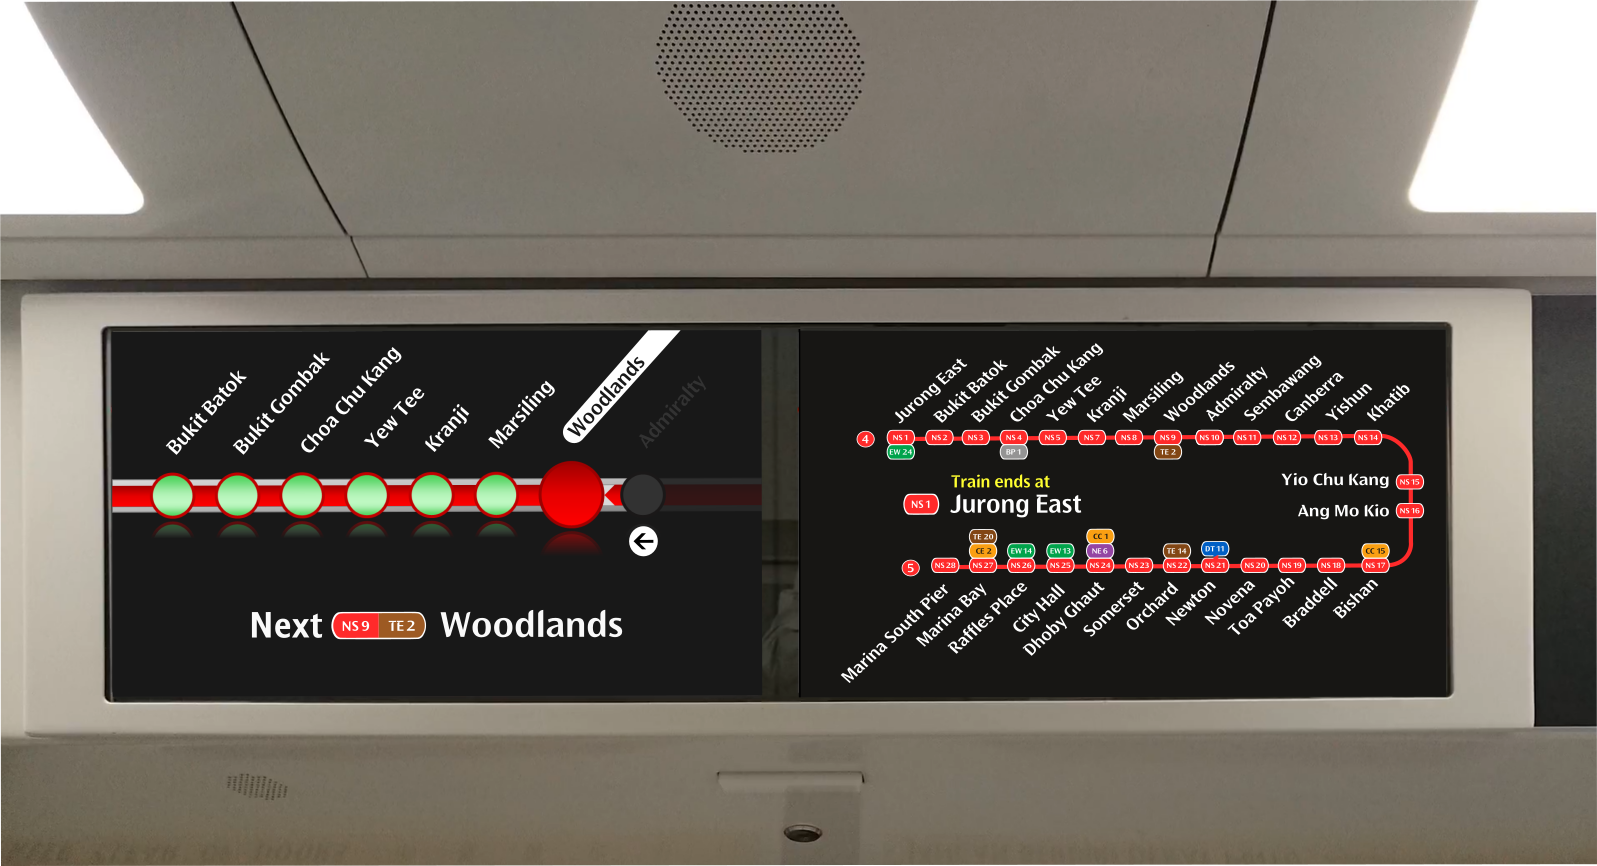 Bukit Batok
Bukit Gombak
Choa Chu Kang
Yew Tee
Kranji
Marsiling
Woodlands
Admiralty
Next NS 9 TE 2 Woodlands
Jurong East
Bukit Batok
Bukit Gombak
Choa Chu Kang
Yew Tee
Kranji
Marsiling
Woodlands
Admiralty
Sembawang
Canberra
Yishun
Khatib
4 NS 1 NS 2 NS 3 NS 4 NS 5 NS 7 NS 8 NS 9 NS 10 NS 11 NS 12 NS 13 NS 14
EW 24 BP 1 TE 2
Yio Chu Kang NS 15
Train ends at
NS 1 Jurong East
Ang Mo Kio NS 16
TE 20 CC 1
CE 2 EW 14 EW 13 NE 6 TE 14 DT 11 CC 15
5 NS 28 NS 27 NS 26 NS 25 NS 24 NS 23 NS 22 NS 21 NS 20 NS 19 NS 18 NS 17
Marina South Pier
Marina Bay
Raffles Place
City Hall
Dhoby Ghaut
Somerset
Orchard
Newton
Novena
Toa Payoh
Braddell
Bishan